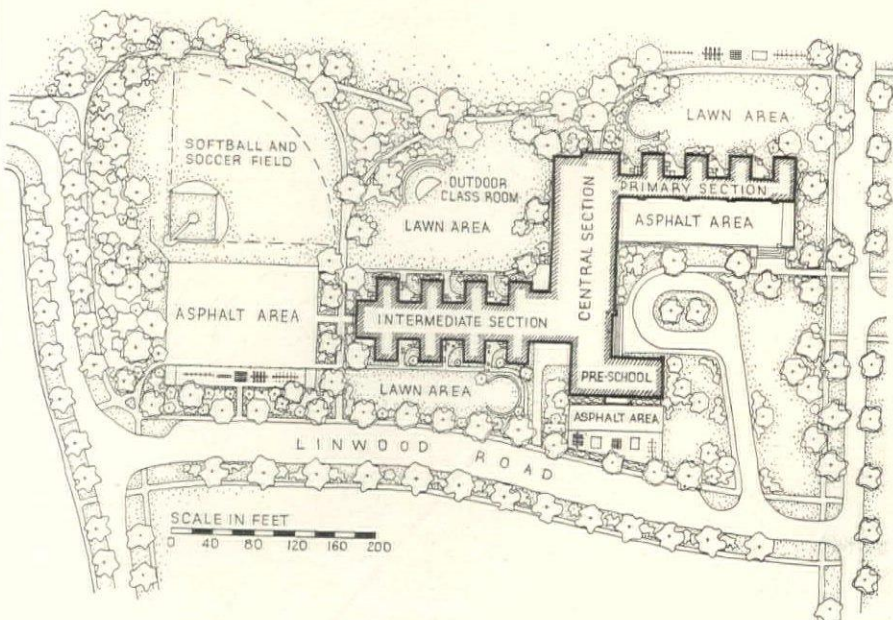 LAWN AREA
SOFTBALL AND
SOCCER FIELD
OUTDOOR
CLASS ROOM
LAWN AREA
PRIMARY SECTION
ASPHALT AREA
CENTRAL SECTION
ASPHALT AREA
INTERMEDIATE SECTION
PRE-SCHOOL
LAWN AREA
ASPHALT AREA
LINWOOD ROAD
SCALE IN FEET
0 40 80 120 160 200